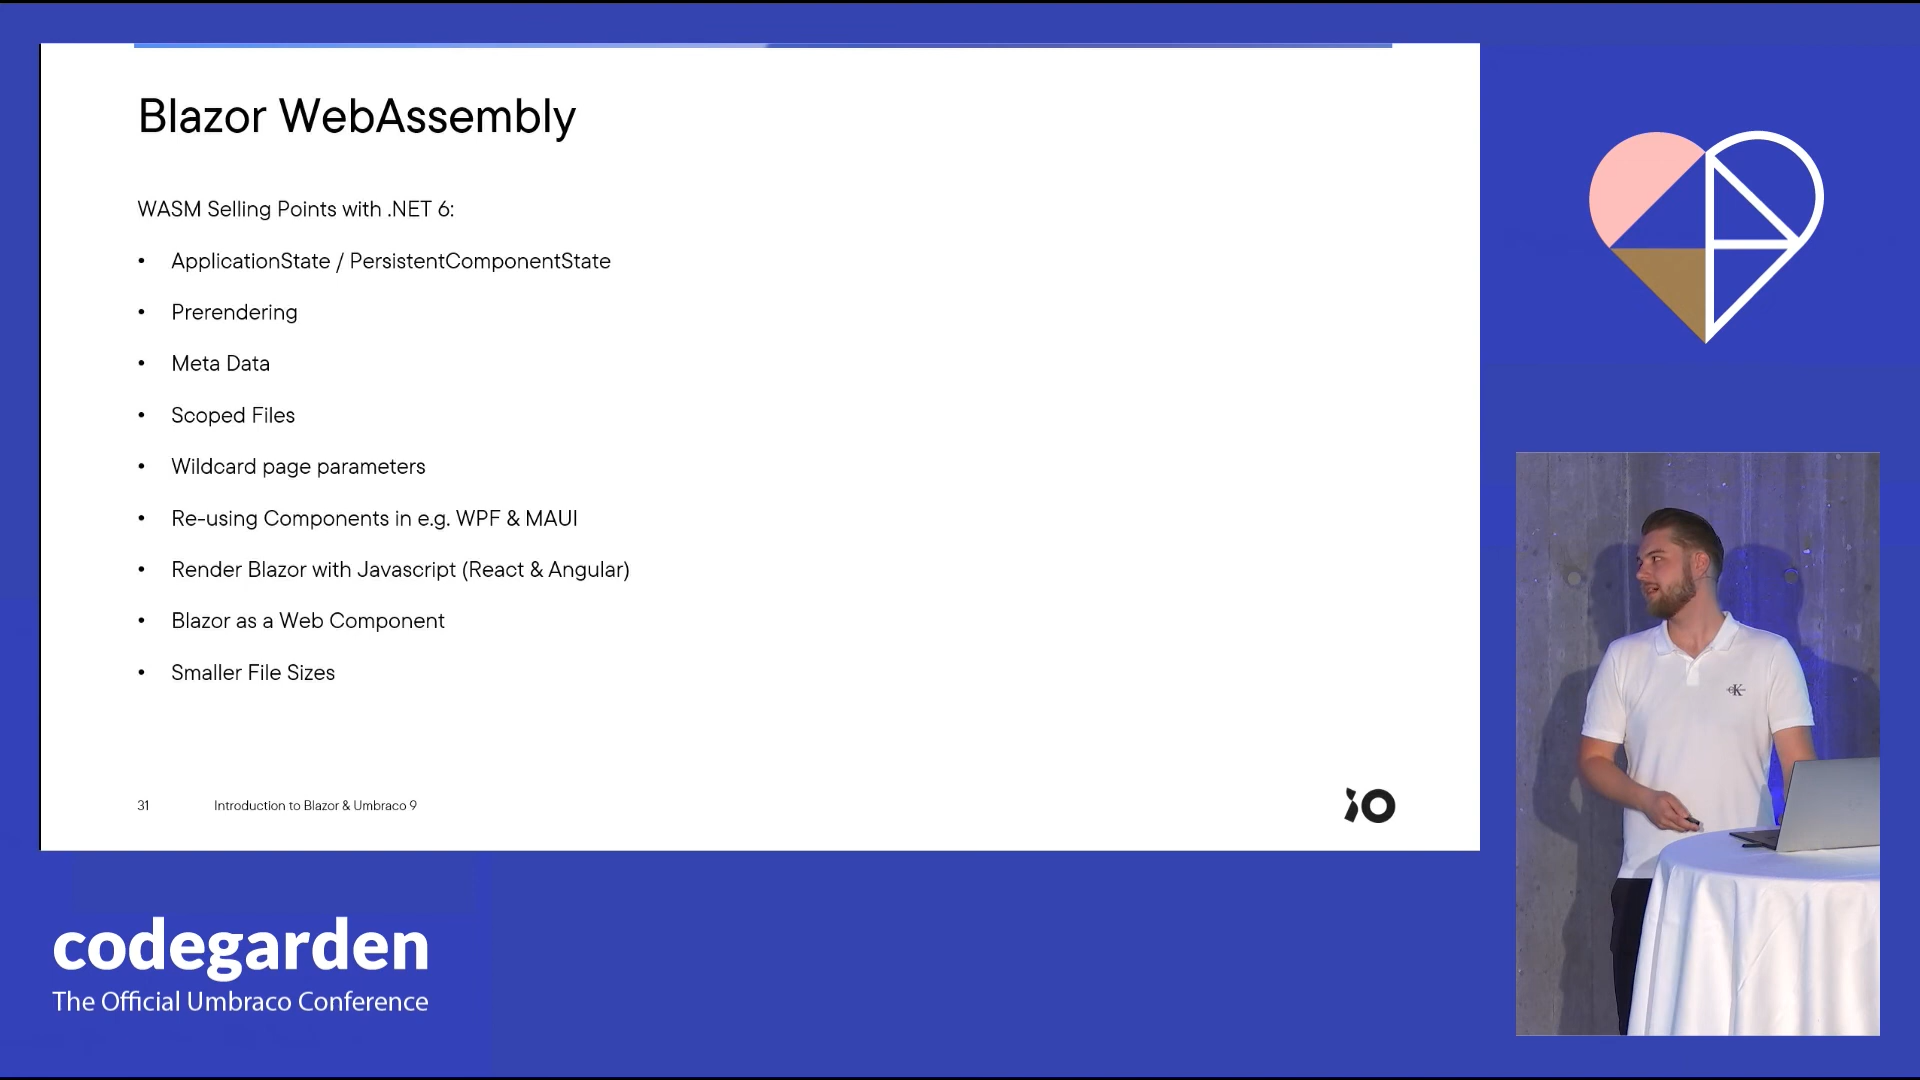 Blazor WebAssembly
WASM Selling Points with .NET 6:
• ApplicationState / PersistentComponentState
• Prerendering
• Meta Data
• Scoped Files
• Wildcard page parameters
• Re-using Components in e.g. WPF & MAUI
• Render Blazor with Javascript (React & Angular)
• Blazor as a Web Component
• Smaller File Sizes
31 Introduction to Blazor & Umbraco 9
iO
codegarden
The Official Umbraco Conference
CK